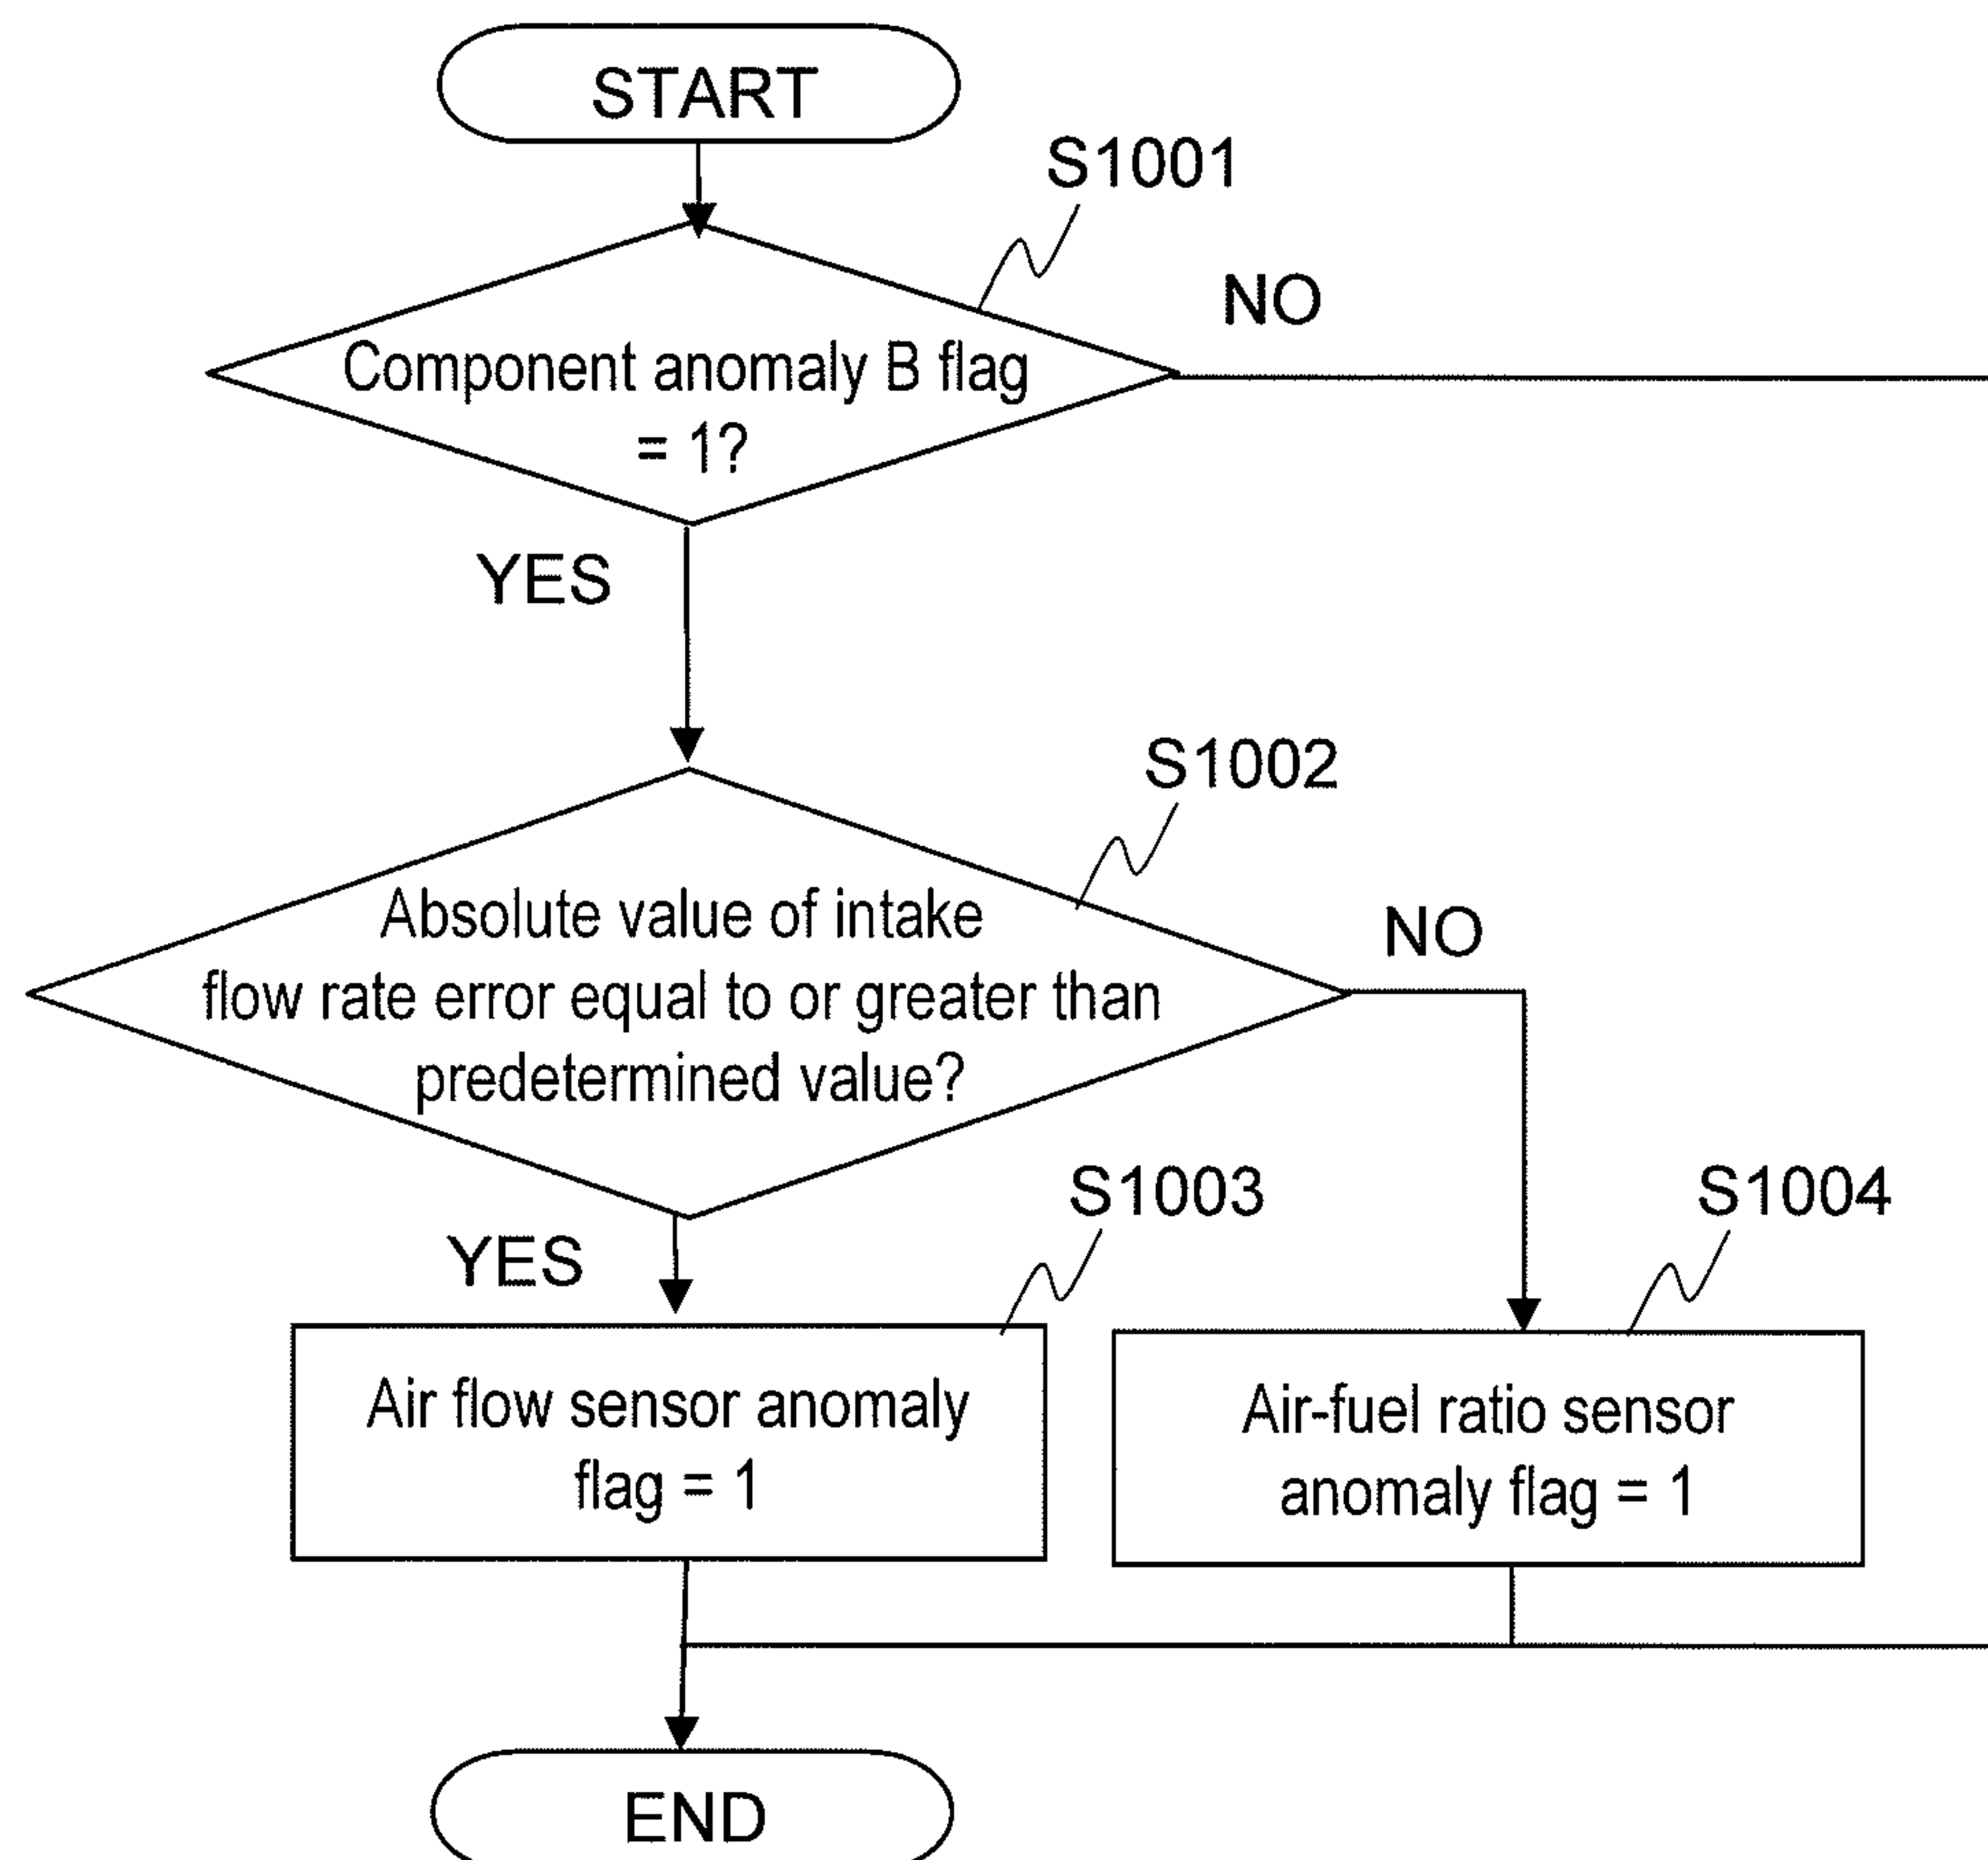 START
S1001
NO
Component anomaly B flag
= 1?
YES
S1002
Absolute value of intake
flow rate error equal to or greater than
predetermined value?
NO
YES
S1003
S1004
Air flow sensor anomaly
flag = 1
Air-fuel ratio sensor
anomaly flag = 1
END